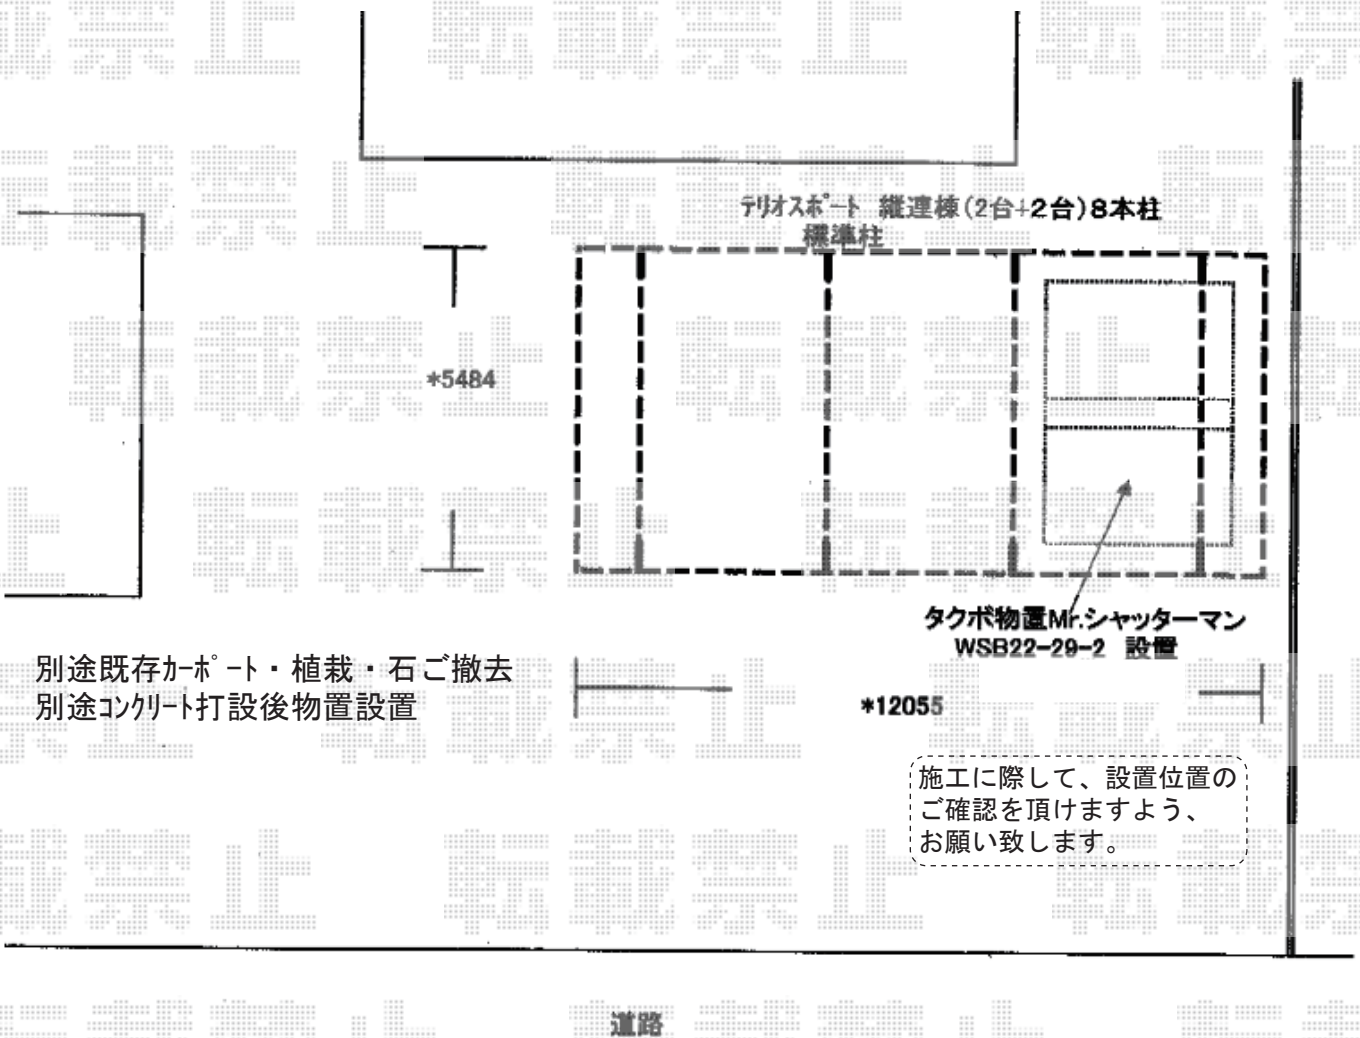 転載禁止
テリオスポート 縦連棟(2台+2台)8本柱
標準柱
*5484
タクボ物置Mr.シャッターマン
WSB22-29-2 設置
別途既存カーポート・植栽・石ご撤去
別途コンクリート打設後物置設置
*12055
施工に際して、設置位置の
ご確認を頂けますよう、
お願い致します。
道路